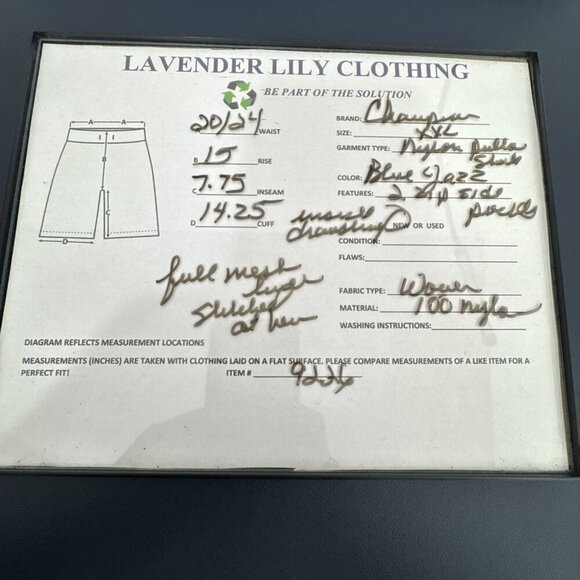 LAVENDER LILY CLOTHING
BE PART OF THE SOLUTION
A A
B
C
D
20/24 WAIST
B 15 RISE
7.75 C INSEAM
14.25 D CUFF
BRAND: Champion
SIZE: XXL
GARMENT TYPE: Nylon
Shorts
COLOR: Blue Jazz
FEATURES: 2 zip side
pockets
inside
drawstring NEW OR USED
CONDITION:
FLAWS:
full mesh
liner
stitched
at hem
FABRIC TYPE: Woven
MATERIAL: 100 nylon
WASHING INSTRUCTIONS:
DIAGRAM REFLECTS MEASUREMENT LOCATIONS
MEASUREMENTS (INCHES) ARE TAKEN WITH CLOTHING LAID ON A FLAT SURFACE. PLEASE COMPARE MEASUREMENTS OF A LIKE ITEM FOR A
PERFECT FIT! ITEM # 9226